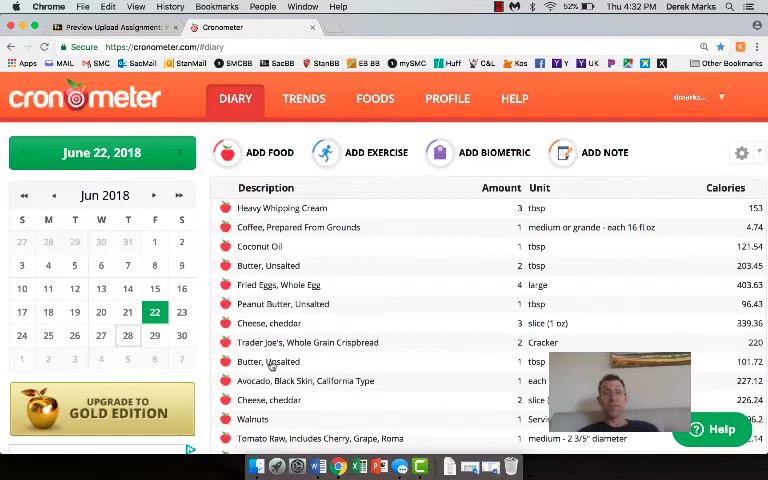 Chrome File Edit View History Bookmarks People Window Help 52% Thu 4:32 PM Derek Marks
Preview Upload Assignment: × Cronometer × Derek
Secure https://cronometer.com/#diary
Apps MAIL SMC SacMail StanMail SMCBB StanBB EB BB mySMC Huff C&L Kos Y UK Other Bookmarks
cronometer DIARY TRENDS FOODS PROFILE HELP dmarks...
June 22, 2018 ADD FOOD ADD EXERCISE ADD BIOMETRIC ADD NOTE
Jun 2018
S M T W T F S
27 28 29 30 31 1 2
3 4 5 6 7 8 9
10 11 12 13 14 15 16
17 18 19 20 21 22 23
24 25 26 27 28 29 30
1 2 3 4 5 6 7
UPGRADE TO
GOLD EDITION
Description Amount Unit Calories
Heavy Whipping Cream 3 tbsp 153
Coffee, Prepared From Grounds 1 medium or grande - each 16 fl oz 4.74
Coconut Oil 1 tbsp 121.54
Butter, Unsalted 2 tbsp 203.45
Fried Eggs, Whole Egg 4 large 403.63
Peanut Butter, Unsalted 1 tbsp 96.43
Cheese, cheddar 3 slice (1 oz) 339.36
Trader Joe's, Whole Grain Crispbread 2 Cracker 220
Butter, Unsalted 1 tbsp 101.72
Avocado, Black Skin, California Type 1 each 227.12
Cheese, cheddar 2 slice 226.24
Walnuts 1 96.2
Tomato Raw, Includes Cherry, Grape, Roma 1 medium - 2 3/5" diameter
Help